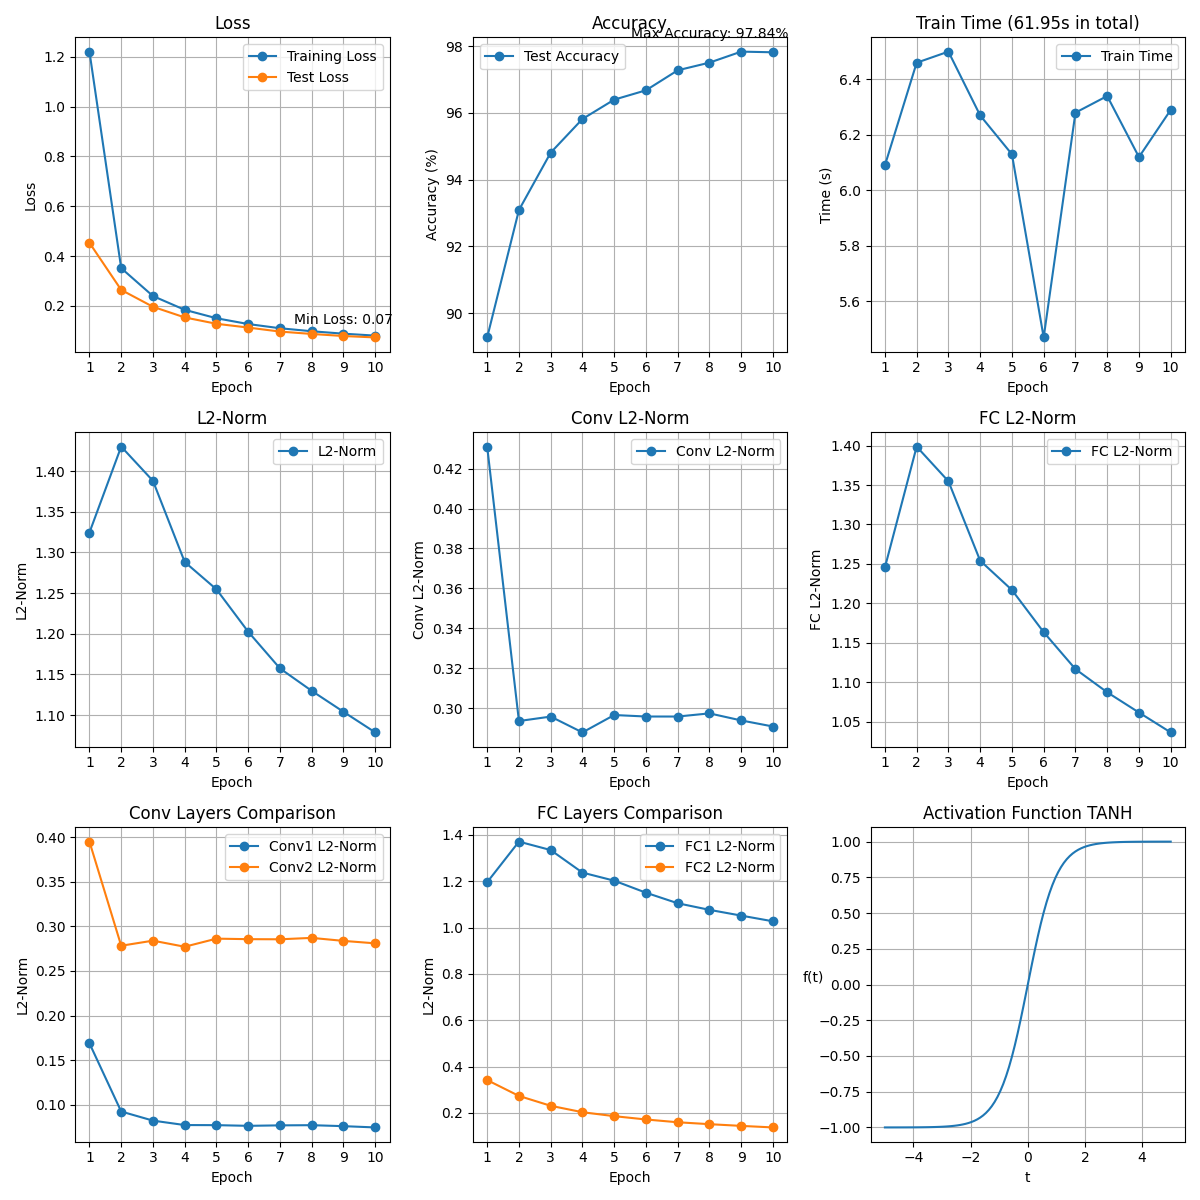 Loss
Training Loss
Test Loss
Min Loss: 0.07
Loss
1.2
1.0
0.8
0.6
0.4
0.2
1 2 3 4 5 6 7 8 9 10
Epoch
Accuracy
Max Accuracy: 97.84%
Test Accuracy
Accuracy (%)
98
96
94
92
90
1 2 3 4 5 6 7 8 9 10
Epoch
Train Time (61.95s in total)
Train Time
Time (s)
6.4
6.2
6.0
5.8
5.6
1 2 3 4 5 6 7 8 9 10
Epoch
L2-Norm
L2-Norm
L2-Norm
1.40
1.35
1.30
1.25
1.20
1.15
1.10
1 2 3 4 5 6 7 8 9 10
Epoch
Conv L2-Norm
Conv L2-Norm
Conv L2-Norm
0.42
0.40
0.38
0.36
0.34
0.32
0.30
1 2 3 4 5 6 7 8 9 10
Epoch
FC L2-Norm
FC L2-Norm
FC L2-Norm
1.40
1.35
1.30
1.25
1.20
1.15
1.10
1.05
1 2 3 4 5 6 7 8 9 10
Epoch
Conv Layers Comparison
Conv1 L2-Norm
Conv2 L2-Norm
L2-Norm
0.40
0.35
0.30
0.25
0.20
0.15
0.10
1 2 3 4 5 6 7 8 9 10
Epoch
FC Layers Comparison
FC1 L2-Norm
FC2 L2-Norm
L2-Norm
1.4
1.2
1.0
0.8
0.6
0.4
0.2
1 2 3 4 5 6 7 8 9 10
Epoch
Activation Function TANH
f(t)
1.00
0.75
0.50
0.25
0.00
−0.25
−0.50
−0.75
−1.00
−4 −2 0 2 4
t